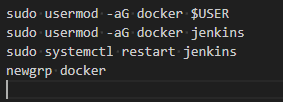 sudo usermod -aG docker $USER
sudo usermod -aG docker jenkins
sudo systemctl restart jenkins
newgrp docker